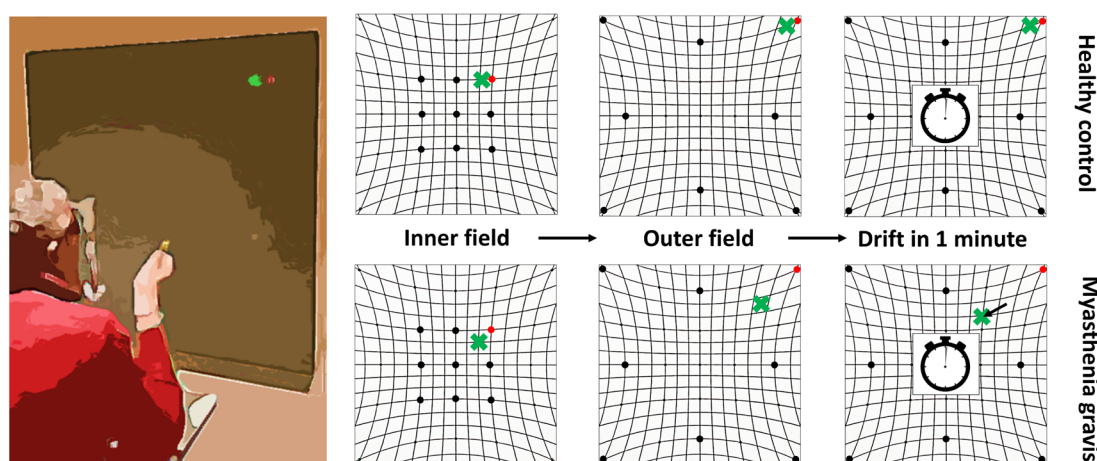 Healthy control
Inner field
Outer field
Drift in 1 minute
Myasthenia gravis